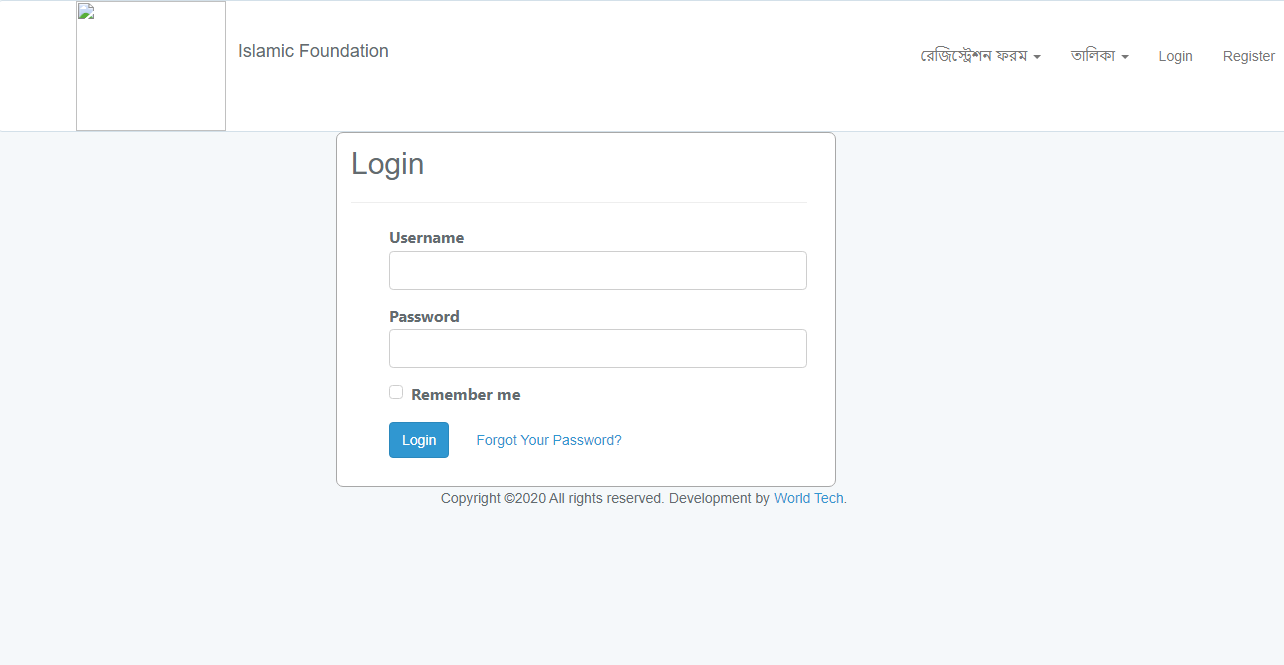 Islamic Foundation
রেজিস্ট্রেশন ফরম
তালিকা
Login
Register
Login
Username
Password
Remember me
Login
Forgot Your Password?
Copyright ©2020 All rights reserved. Development by World Tech.